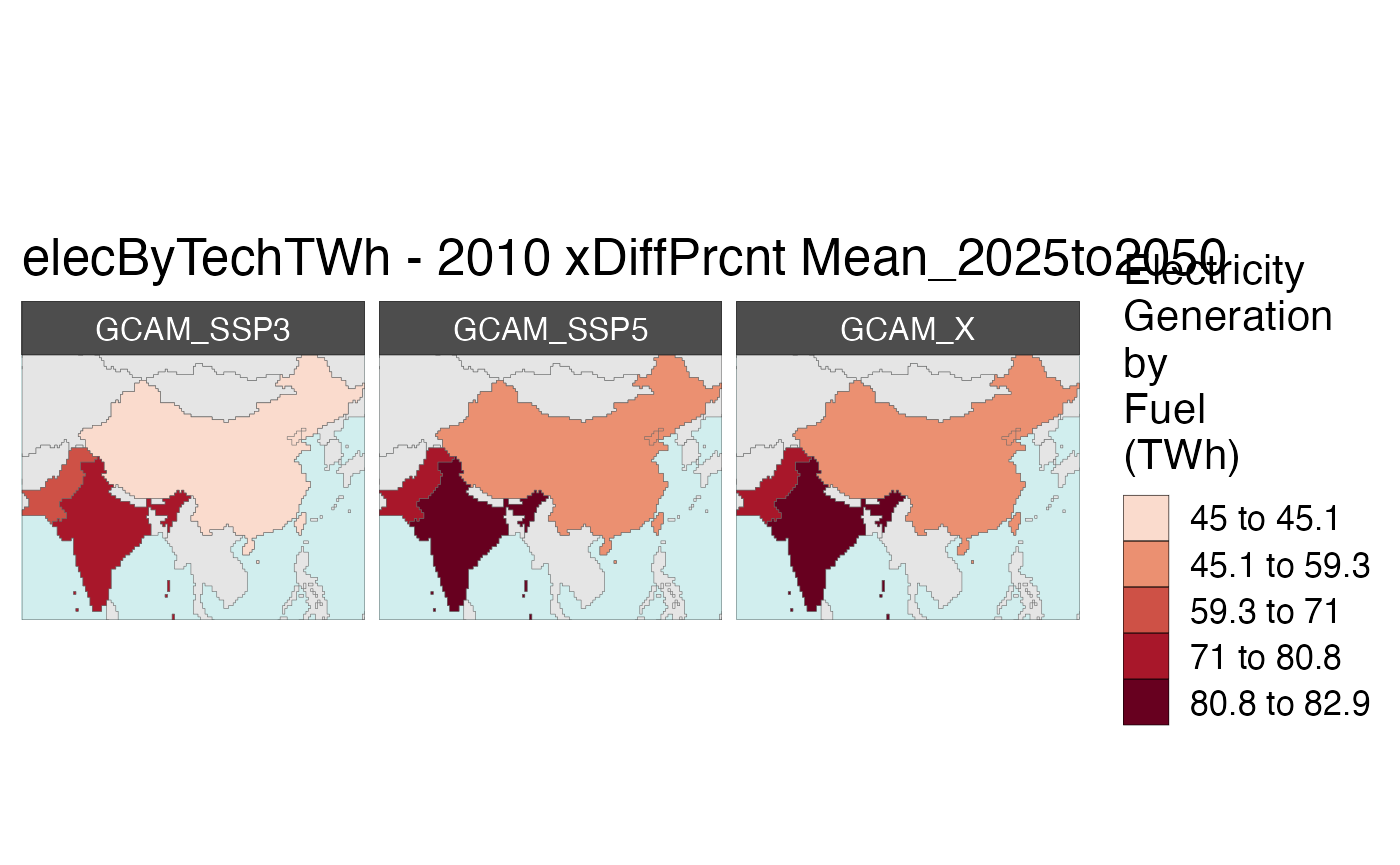 elecByTechTWh - 2010 xDiffPrcnt Mean_2025to2050
GCAM_SSP3
GCAM_SSP5
GCAM_X
Electricity
Generation
by
Fuel
(TWh)
45 to 45.1
45.1 to 59.3
59.3 to 71
71 to 80.8
80.8 to 82.9